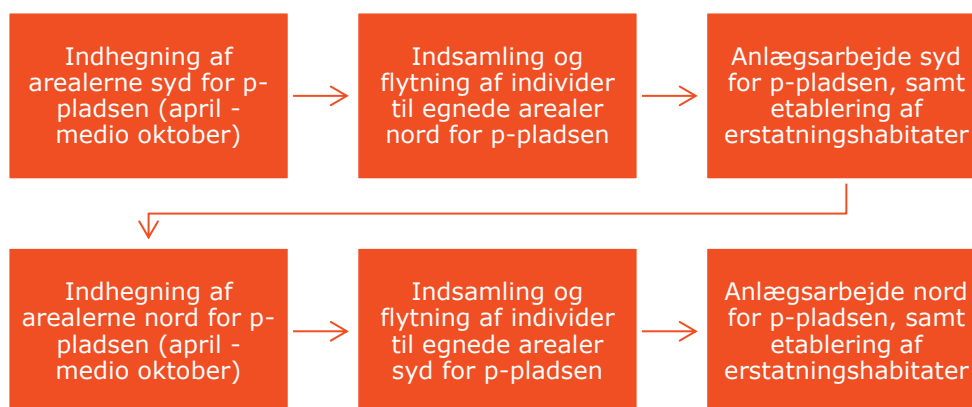 Indhegning af
arealerne syd for p-
pladsen (april -
medio oktober)
Indsamling og
flytning af individer
til egnede arealer
nord for p-pladsen
Anlægsarbejde syd
for p-pladsen, samt
etablering af
erstatningshabitater
Indhegning af
arealerne nord for p-
pladsen (april -
medio oktober)
Indsamling og
flytning af individer
til egnede arealer
syd for p-pladsen
Anlægsarbejde nord
for p-pladsen, samt
etablering af
erstatningshabitater